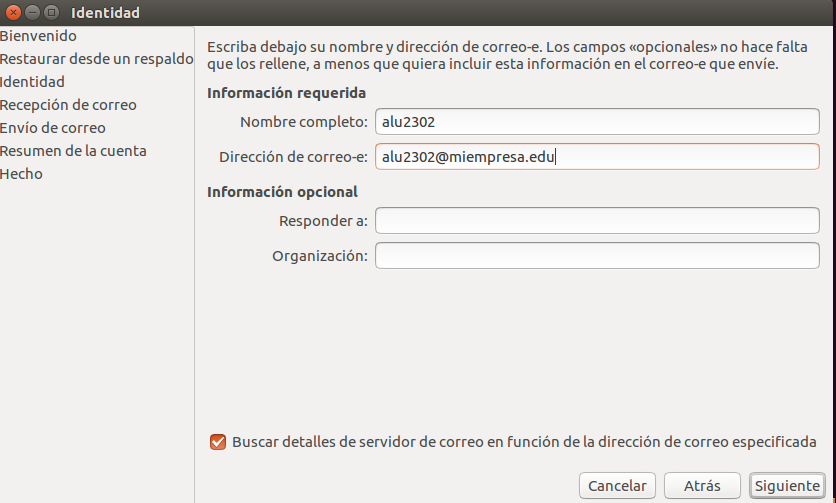 Identidad
Bienvenido
Restaurar desde un respaldo
Identidad
Recepción de correo
Envío de correo
Resumen de la cuenta
Hecho
Escriba debajo su nombre y dirección de correo-e. Los campos «opcionales» no hace falta
que los rellene, a menos que quiera incluir esta información en el correo-e que envíe.
Información requerida
Nombre completo: alu2302
Dirección de correo-e: alu2302@miempresa.edu
Información opcional
Responder a:
Organización:
Buscar detalles de servidor de correo en función de la dirección de correo especificada
Cancelar Atrás Siguiente